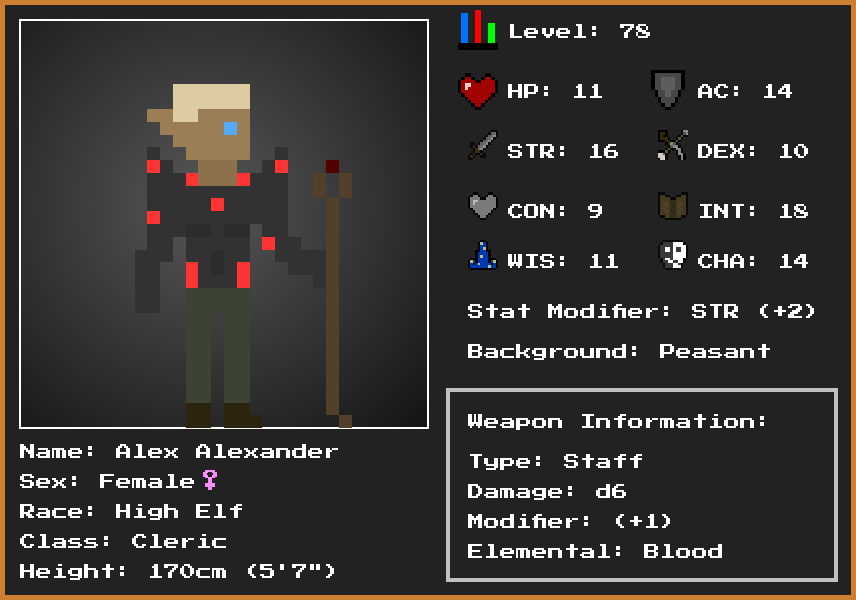 Level: 78
HP: 11 AC: 14
STR: 16 DEX: 10
CON: 9 INT: 18
WIS: 11 CHA: 14
Stat Modifier: STR (+2)
Background: Peasant
Weapon Information:
Type: Staff
Damage: d6
Modifier: (+1)
Elemental: Blood
Name: Alex Alexander
Sex: Female♀
Race: High Elf
Class: Cleric
Height: 170cm (5'7")